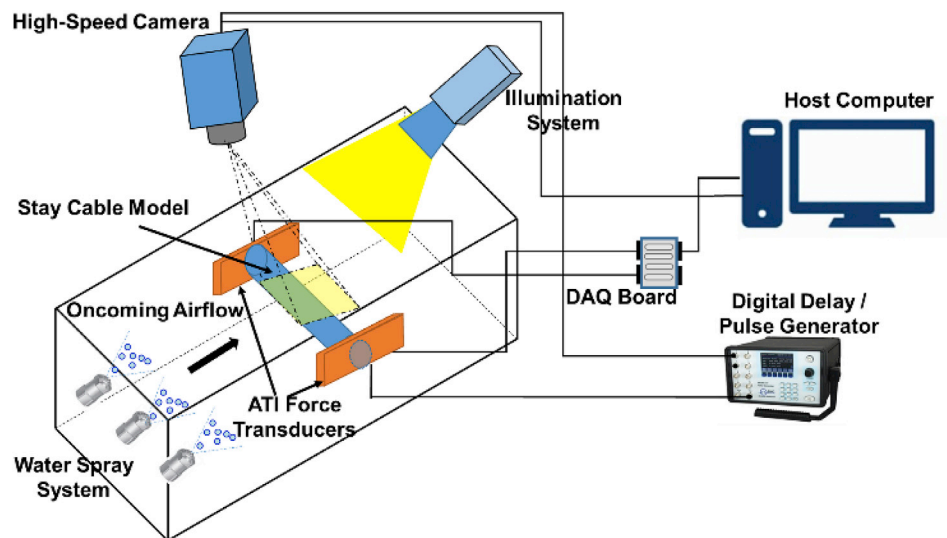 High-Speed Camera
Illumination
System
Host Computer
Stay Cable Model
Oncoming Airflow
DAQ Board
Digital Delay /
Pulse Generator
ATI Force
Transducers
Water Spray
System